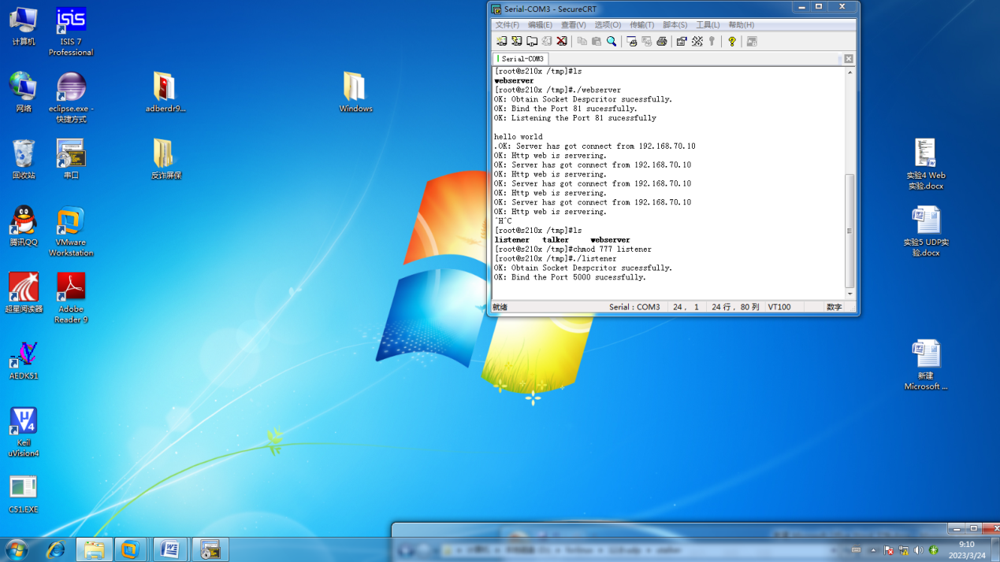 计算机
ISIS 7
Professional
网络
eclipse.exe -
快捷方式
adberdr9...
Windows
回收站
串口
反诈屏保
腾讯QQ
VMware
Workstation
超星阅读器
Adobe
Reader 9
AEDK51
Keil
uVision4
C51.EXE
Serial-COM3 - SecureCRT
文件(F) 编辑(E) 查看(V) 选项(O) 传输(T) 脚本(S) 工具(L) 帮助(H)
Serial-COM3
[root@s210x /tmp]#ls
webserver
[root@s210x /tmp]#./webserver
OK: Obtain Socket Despcritor sucessfully.
OK: Bind the Port 81 sucessfully.
OK: Listening the Port 81 sucessfully
hello world
.OK: Server has got connect from 192.168.70.10
OK: Http web is servering.
OK: Server has got connect from 192.168.70.10
OK: Http web is servering.
OK: Server has got connect from 192.168.70.10
OK: Http web is servering.
OK: Server has got connect from 192.168.70.10
OK: Http web is servering.
^H^C
[root@s210x /tmp]#ls
listener talker webserver
[root@s210x /tmp]#chmod 777 listener
[root@s210x /tmp]#./listener
OK: Obtain Socket Despcritor sucessfully.
OK: Bind the Port 5000 sucessfully.
就绪 Serial：COM3 24， 1 24 行，80 列 VT100 数字
实验4 Web
实验.docx
实验5 UDP实
验.docx
新建
Microsoft ...
9:10
2023/3/24